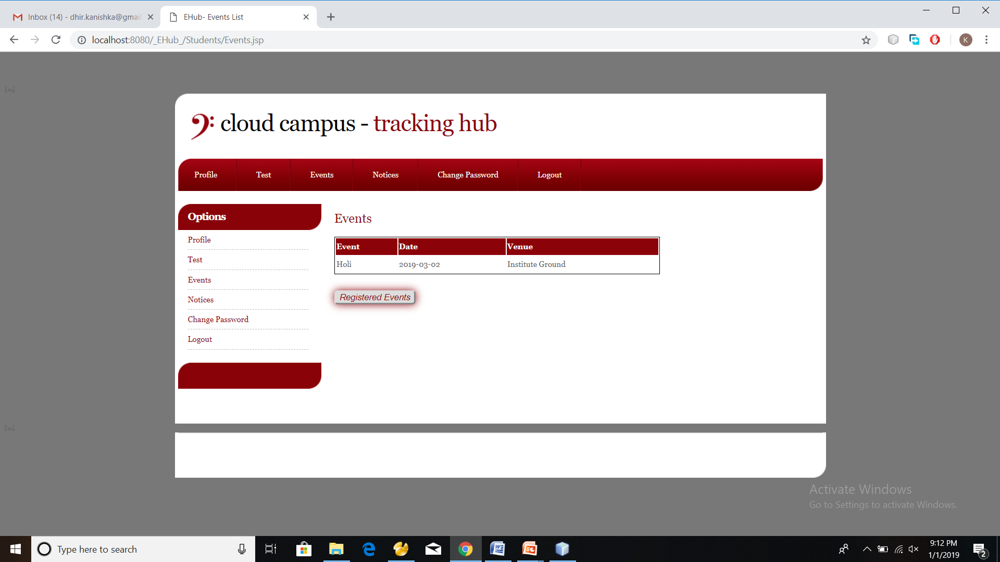 Inbox (14) - dhir.kanishka@gmail
EHub- Events List
localhost:8080/_EHub_/Students/Events.jsp
K
ï»¿
cloud campus - tracking hub
Profile Test Events Notices Change Password Logout
Options
Profile
Test
Events
Notices
Change Password
Logout
Events
Event Date Venue
Holi 2019-03-02 Institute Ground
Registered Events
ï»¿
Activate Windows
Go to Settings to activate Windows.
Type here to search
9:12 PM
1/1/2019
2